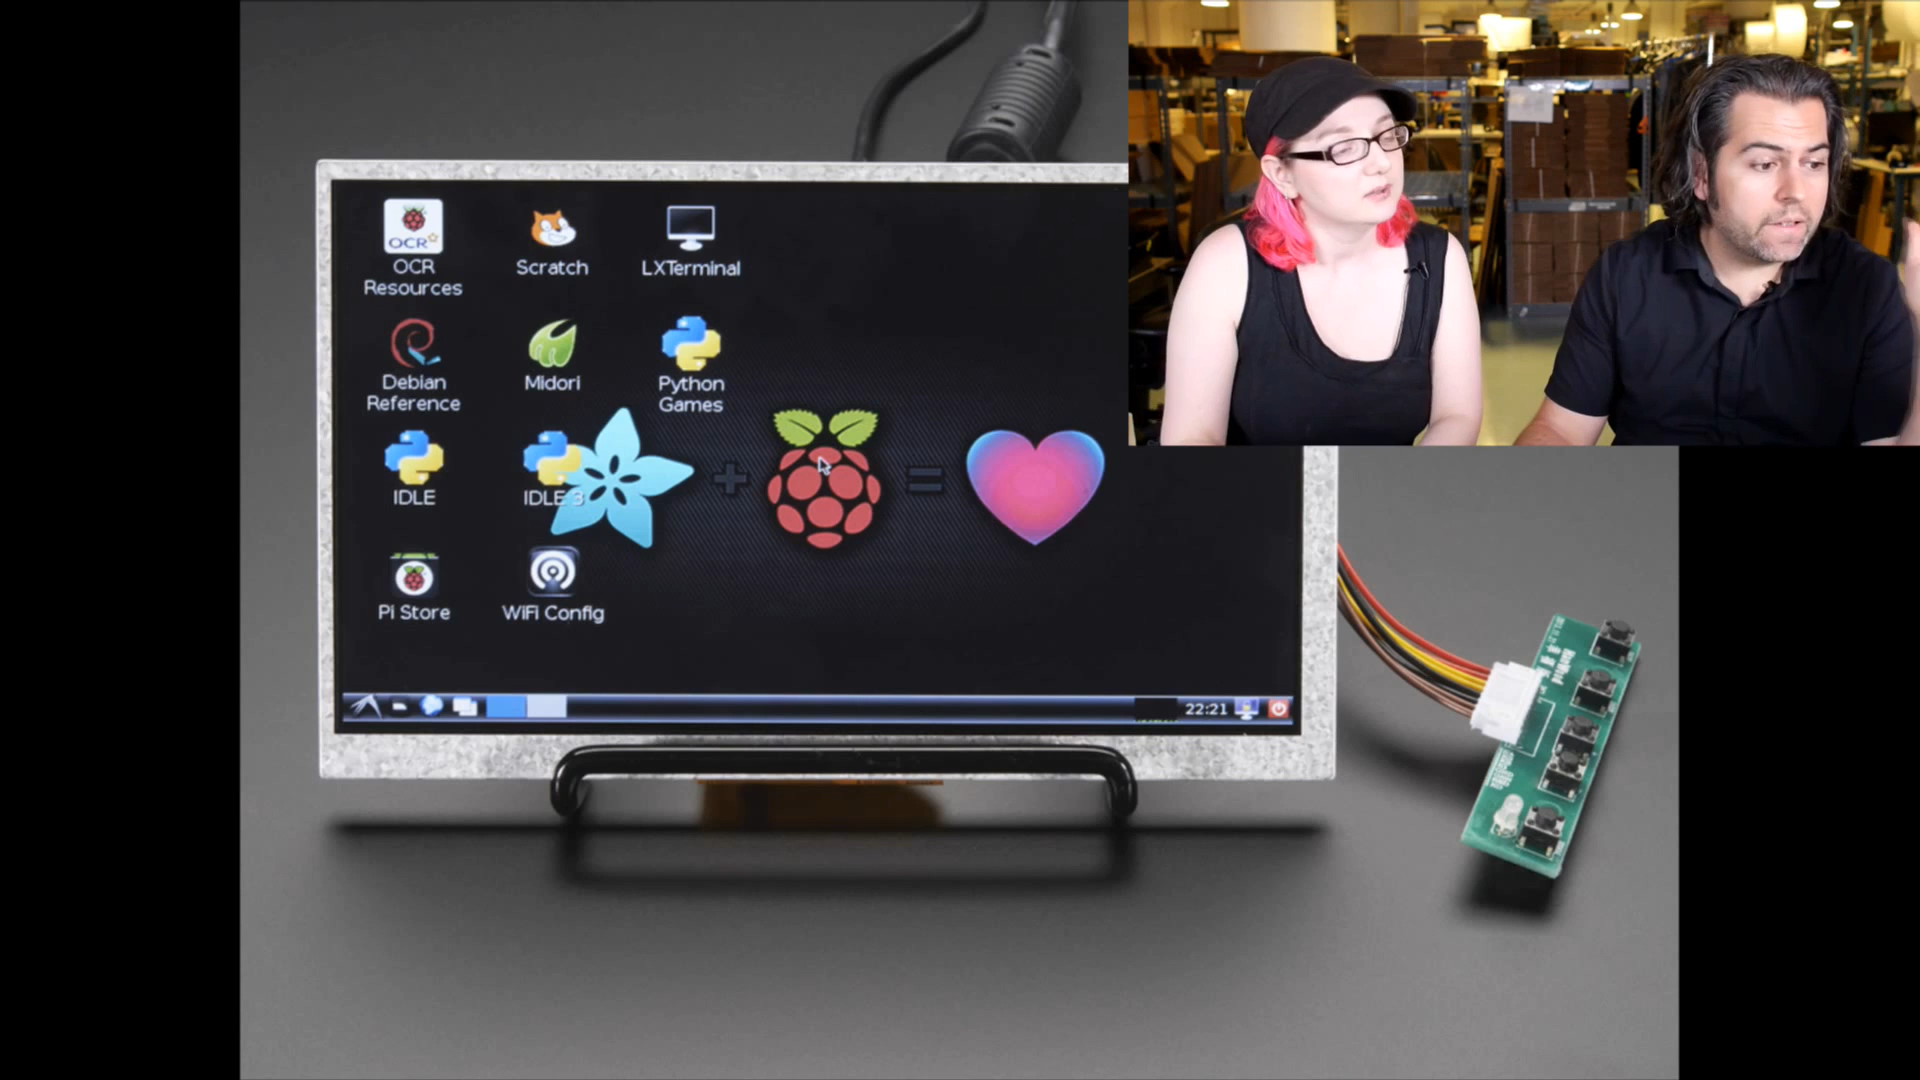 OCR
OCR
Resources
Scratch
LXTerminal
Debian
Reference
Midori
Python
Games
IDLE
IDLE 3
+
=
Pi Store
WiFi Config
22:21